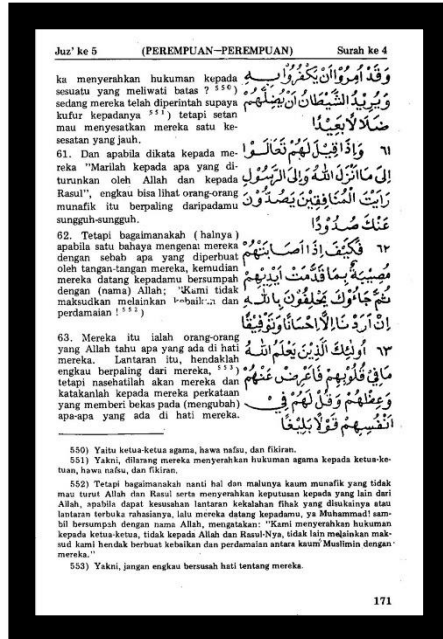 Juz' ke 5 (PEREMPUAN—PEREMPUAN) Surah ke 4
ka menyerahkan hukuman kepada
sesuatu yang meliwati batas ? 550)
sedang mereka telah diperintah supaya
kufur kepadanya 551) tetapi setan
mau menyesatkan mereka satu ke-
sesatan yang jauh.
61. Dan apabila dikata kepada me-
reka "Marilah kepada apa yang di-
turunkan oleh Allah dan kepada
Rasul", engkau bisa lihat orang-orang
munafik itu berpaling daripadamu
sungguh-sungguh.
62. Tetapi bagaimanakah ( halnya )
apabila satu bahaya mengenai mereka
dengan sebab apa yang diperbuat
oleh tangan-tangan mereka, kemudian
mereka datang kepadamu bersumpah
dengan (nama) Allah; "Kami tidak
maksudkan melainkan kebaikan dan
perdamaian ! 552)
63. Mereka itu ialah orang-orang
yang Allah tahu apa yang ada di hati
mereka. Lantaran itu, hendaklah
engkau berpaling dari mereka, 553)
tetapi nasehatilah akan mereka dan
katakanlah kepada mereka perkataan
yang memberi bekas pada (mengubah)
apa-apa yang ada di hati mereka.
وَقَدْ أُمِرُوا أَنْ يَكْفُرُوا بِهِ
وَيُرِيدُ الشَّيْطَانُ أَنْ يُضِلَّهُمْ
ضَلَالًا بَعِيدًا
٦١ وَإِذَا قِيلَ لَهُمْ تَعَالَوْا
إِلَى مَا أَنْزَلَ اللَّهُ وَإِلَى الرَّسُولِ
رَأَيْتَ الْمُنَافِقِينَ يَصُدُّونَ
عَنْكَ صُدُودًا
٦٢ فَكَيْفَ إِذَا أَصَابَتْهُمْ
مُصِيبَةٌ بِمَا قَدَّمَتْ أَيْدِيهِمْ
ثُمَّ جَاءُوكَ يَحْلِفُونَ بِاللَّهِ
إِنْ أَرَدْنَا إِلَّا إِحْسَانًا وَتَوْفِيقًا
٦٣ أُولَئِكَ الَّذِينَ يَعْلَمُ اللَّهُ
مَا فِي قُلُوبِهِمْ فَأَعْرِضْ عَنْهُمْ
وَعِظْهُمْ وَقُلْ لَهُمْ فِي
أَنْفُسِهِمْ قَوْلًا بَلِيغًا
550) Yaitu ketua-ketua agama, hawa nafsu, dan fikiran.
551) Yakni, dilarang mereka menyerahkan hukuman agama kepada ketua-ke-
tuan, hawa nafsu, dan fikiran.
552) Tetapi bagaimanakah nanti hal dan malunya kaum munafik yang tidak
mau turut Allah dan Rasul serta menyerahkan keputusan kepada yang lain dari
Allah, apabila dapat kesusahan lantaran kekalahan fihak yang disukainya atau
lantaran terbuka rahasianya, lalu mereka datang kepadamu, ya Muhammad! sam-
bil bersumpah dengan nama Allah, mengatakan: "Kami menyerahkan hukuman
kepada ketua-ketua, tidak kepada Allah dan Rasul-Nya, tidak lain melainkan mak-
sud kami hendak berbuat kebaikan dan perdamaian antara kaum Muslimin dengan
mereka."
553) Yakni, jangan engkau bersusah hati tentang mereka.
171